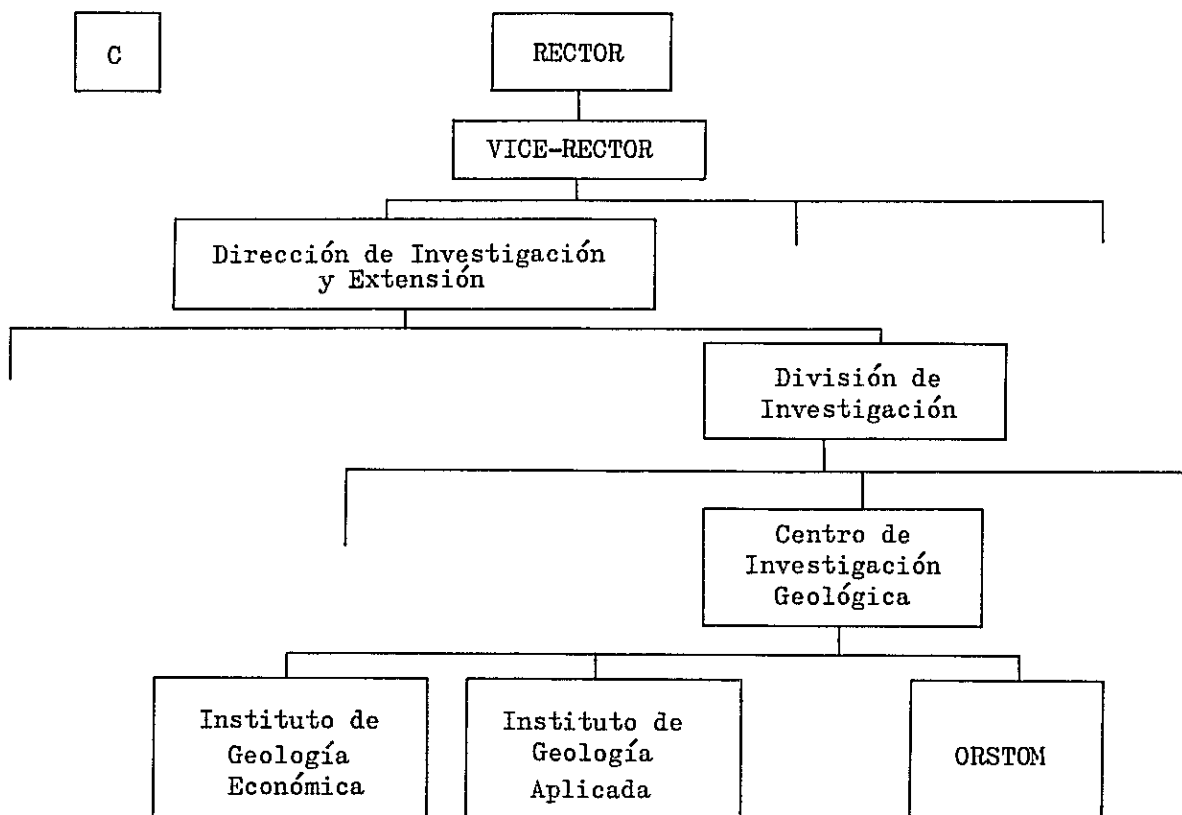 C
RECTOR
VICE-RECTOR
Dirección de Investigación
y Extensión
División de
Investigación
Centro de
Investigación
Geológica
Instituto de
Geología
Económica
Instituto de
Geología
Aplicada
ORSTOM